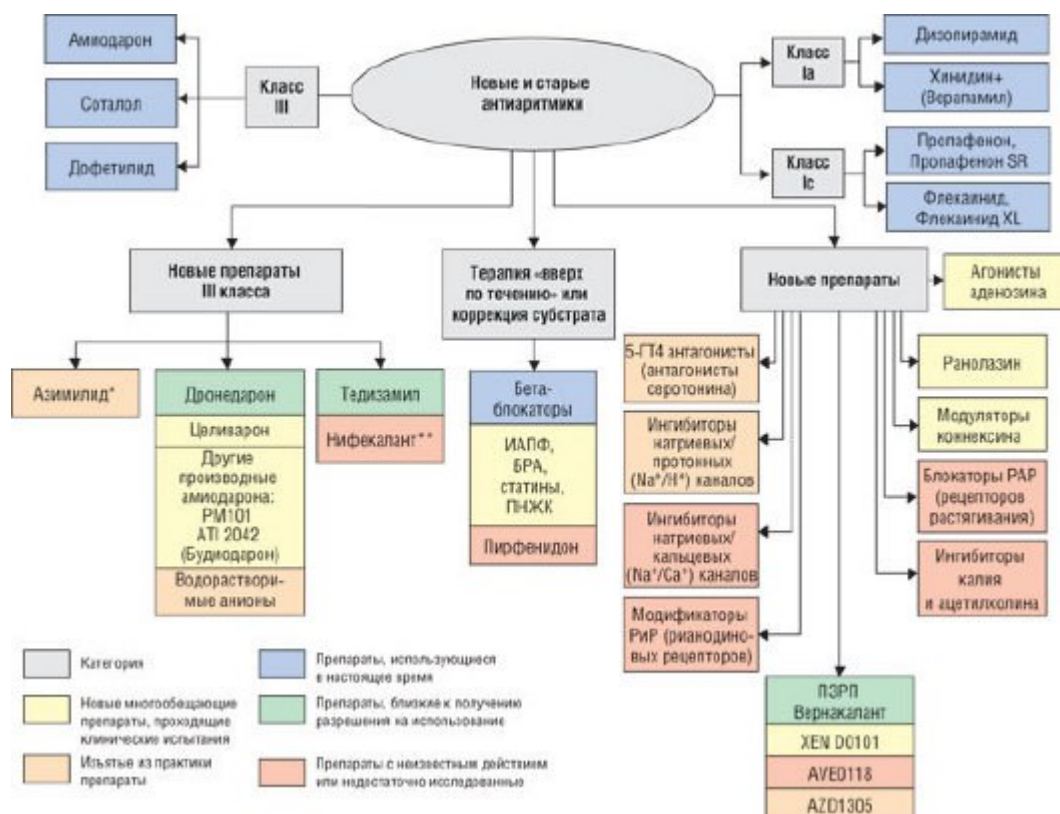 Амиодарон
Соталол
Дофетилид
Класс
III
Новые и старые
антиаритмики
Класс
Ia
Класс
Ic
Дизопирамид
Хинидин+
(Верапамил)
Пропафенон,
Пропафенон SR
Флекаинид,
Флекаинид XL
Новые препараты
III класса
Терапия «вверх
по течению» или
коррекция субстрата
Новые препараты
Агонисты
аденозина
Азимилид*
Дронедарон
Целиварон
Другие
производные
амиодарона:
PM101
ATI 2042
(Будиодарон)
Водораствори-
мые анионы
Тедизамил
Нифекалант**
Бета-
блокаторы
ИАПФ,
БРА,
статины,
ПНЖК
Пирфенидон
5-ГТ4 антагонисты
(антагонисты
серотонина)
Ингибиторы
натриевых/
протонных
(Na⁺/H⁺) каналов
Ингибиторы
натриевых/
кальцевых
(Na⁺/Ca⁺) каналов
Модификаторы
РиР (рианодино-
вых рецепторов)
Ранолазин
Модуляторы
коннексина
Блокаторы РАР
(рецепторов
растягивания)
Ингибиторы
калия
и ацетилхолина
ПЗРП
Вернакалант
XEN D0101
AVE0118
AZD1305
Категория
Новые многообещающие
препараты, проходящие
клинические испытания
Изъятые из практики
препараты
Препараты, использующиеся
в настоящее время
Препараты, близкие к получению
разрешения на использование
Препараты с неизвестным действием
или недостаточно исследованные